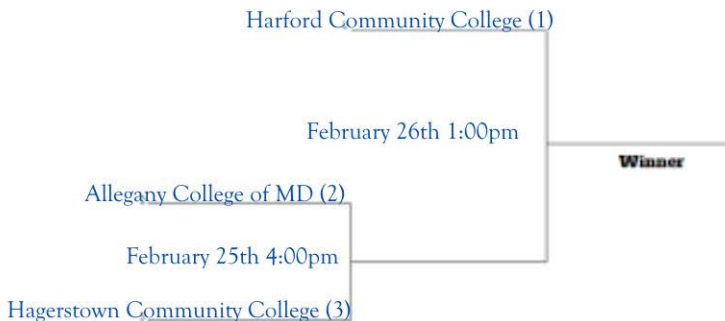 Harford Community College (1)
February 26th 1:00pm
Winner
Allegany College of MD (2)
February 25th 4:00pm
Hagerstown Community College (3)